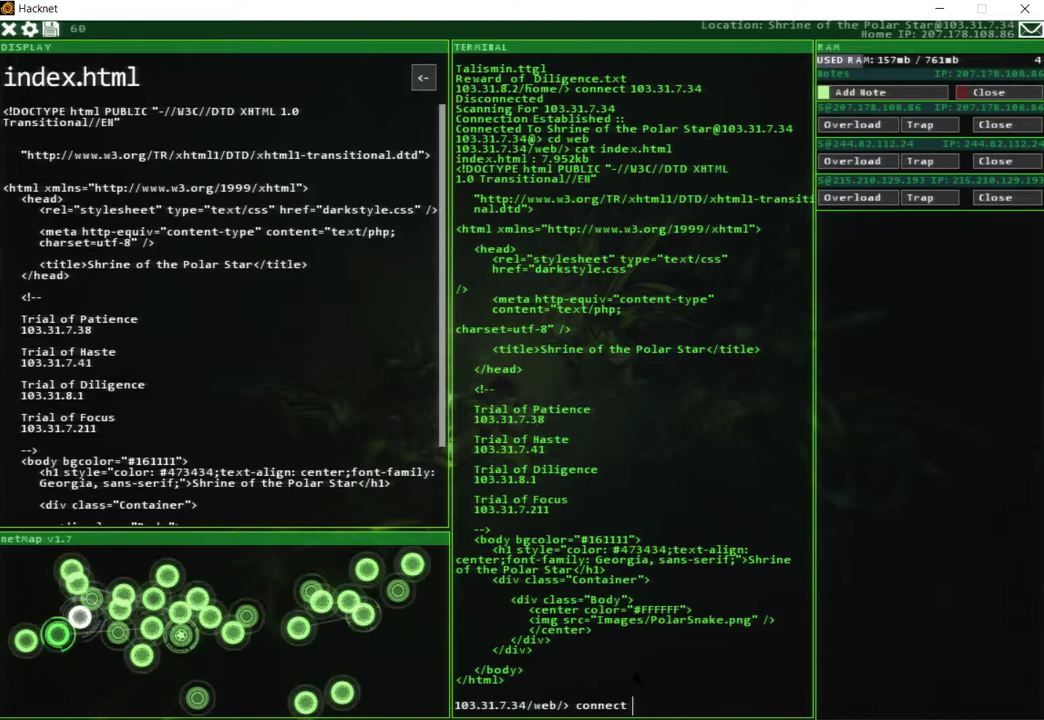 Hacknet
60
Location: Shrine of the Polar Star@103.31.7.34
Home IP: 207.178.108.86
DISPLAY
index.html
<-
<!DOCTYPE html PUBLIC "-//W3C//DTD XHTML 1.0
Transitional//EN"
"http://www.w3.org/TR/xhtml1/DTD/xhtml1-transitional.dtd">
<html xmlns="http://www.w3.org/1999/xhtml">
<head>
<rel="stylesheet" type="text/css" href="darkstyle.css" />
<meta http-equiv="content-type" content="text/php;
charset=utf-8" />
<title>Shrine of the Polar Star</title>
</head>
<!--
Trial of Patience
103.31.7.38
Trial of Haste
103.31.7.41
Trial of Diligence
103.31.8.1
Trial of Focus
103.31.7.211
-->
<body bgcolor="#161111">
<h1 style="color: #473434;text-align: center;font-family:
Georgia, sans-serif;">Shrine of the Polar Star</h1>
<div class="Container">
netMap v1.7
TERMINAL
Talismin.ttgl
Reward_of_Diligence.txt
103.31.8.2/home/> connect 103.31.7.34
Disconnected
Scanning For 103.31.7.34
Connection Established ::
Connected To Shrine of the Polar Star@103.31.7.34
103.31.7.34@> cd web
103.31.7.34/web/> cat index.html
index.html : 7.952kb
<!DOCTYPE html PUBLIC "-//W3C//DTD XHTML
1.0 Transitional//EN"
"http://www.w3.org/TR/xhtml1/DTD/xhtml1-transiti
nal.dtd">
<html xmlns="http://www.w3.org/1999/xhtml">
<head>
<rel="stylesheet" type="text/css"
href="darkstyle.css"
/>
<meta http-equiv="content-type"
content="text/php;
charset=utf-8" />
<title>Shrine of the Polar Star</title>
</head>
<!--
Trial of Patience
103.31.7.38
Trial of Haste
103.31.7.41
Trial of Diligence
103.31.8.1
Trial of Focus
103.31.7.211
-->
<body bgcolor="#161111">
<h1 style="color: #473434;text-align:
center;font-family: Georgia, sans-serif;">Shrine
of the Polar Star</h1>
<div class="Container">
<div class="Body">
<center color="#FFFFFF">
<img src="Images/PolarSnake.png" />
</center>
</div>
</div>
</body>
</html>
103.31.7.34/web/> connect
RAM
USED RAM: 157mb / 761mb
4
Notes IP: 207.178.108.86
Add Note Close
S@207.178.108.86 IP: 207.178.108.86
Overload Trap Close
S@244.82.112.24 IP: 244.82.112.24
Overload Trap Close
S@215.210.129.193 IP: 215.210.129.193
Overload Trap Close